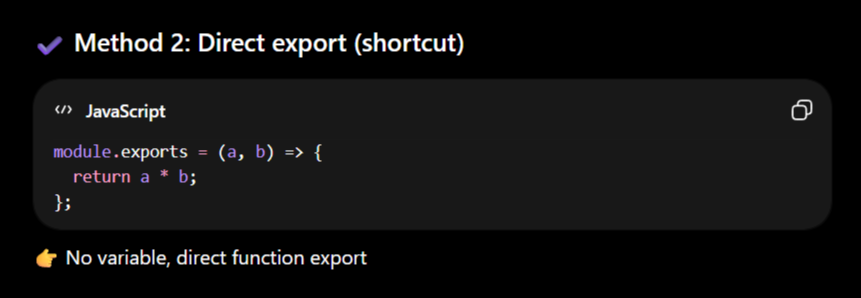 ✔ Method 2: Direct export (shortcut)
</> JavaScript
module.exports = (a, b) => {
  return a * b;
};
👉 No variable, direct function export